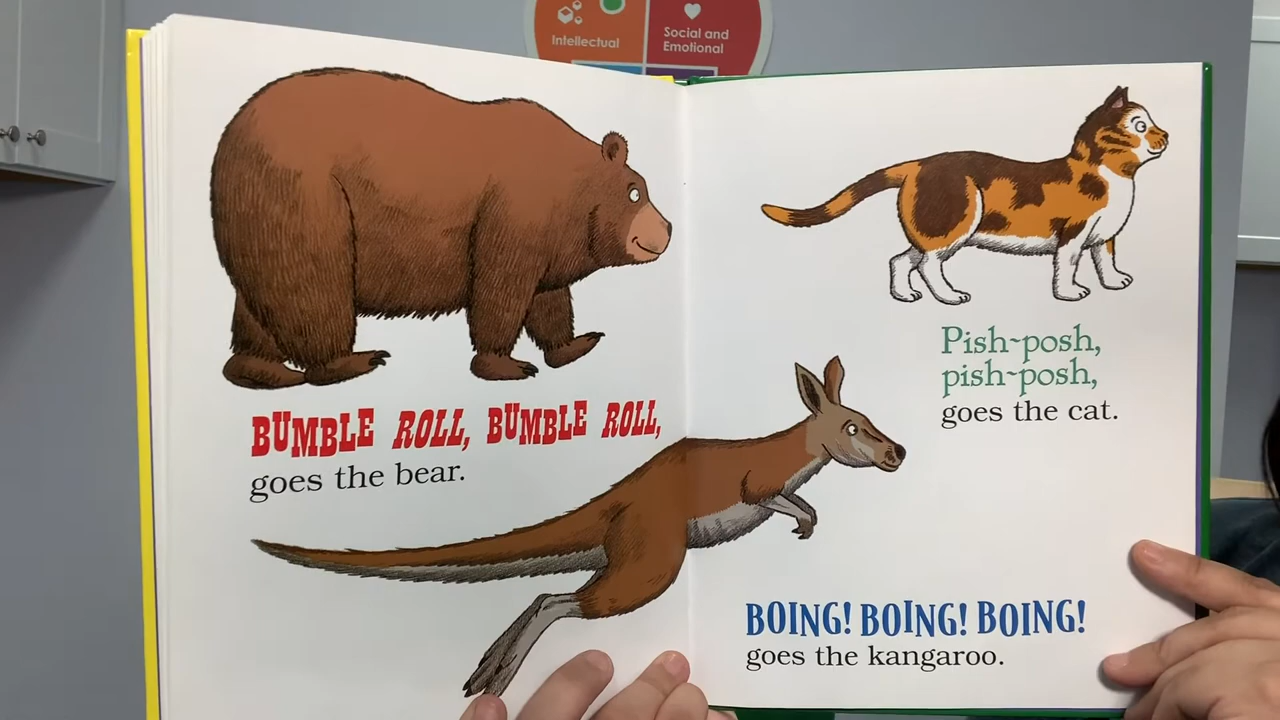 Intellectual
Social and
Emotional
BUMBLE ROLL, BUMBLE ROLL,
goes the bear.
Pish-posh,
pish-posh,
goes the cat.
BOING! BOING! BOING!
goes the kangaroo.